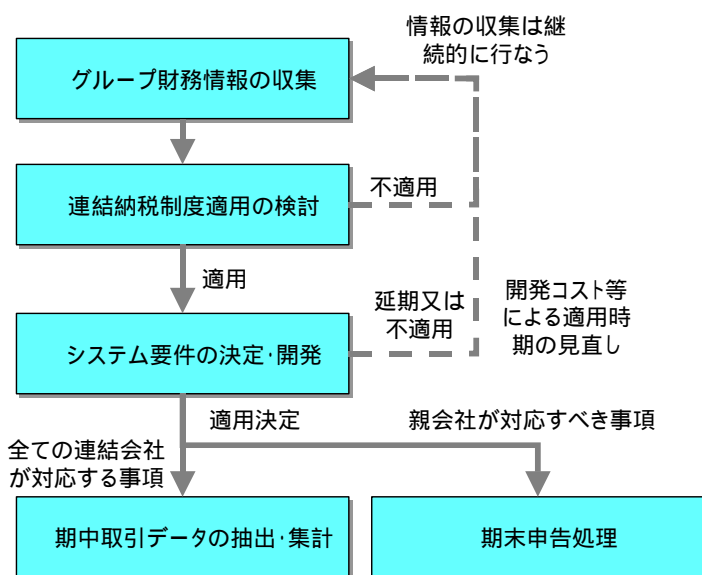 情報の収集は継
続的に行なう
グループ財務情報の収集
連結納税制度適用の検討
不適用
適用
延期又は
不適用
開発コスト等
による適用時
期の見直し
システム要件の決定･開発
適用決定
親会社が対応すべき事項
全ての連結会社
が対応する事項
期中取引データの抽出･集計
期末申告処理